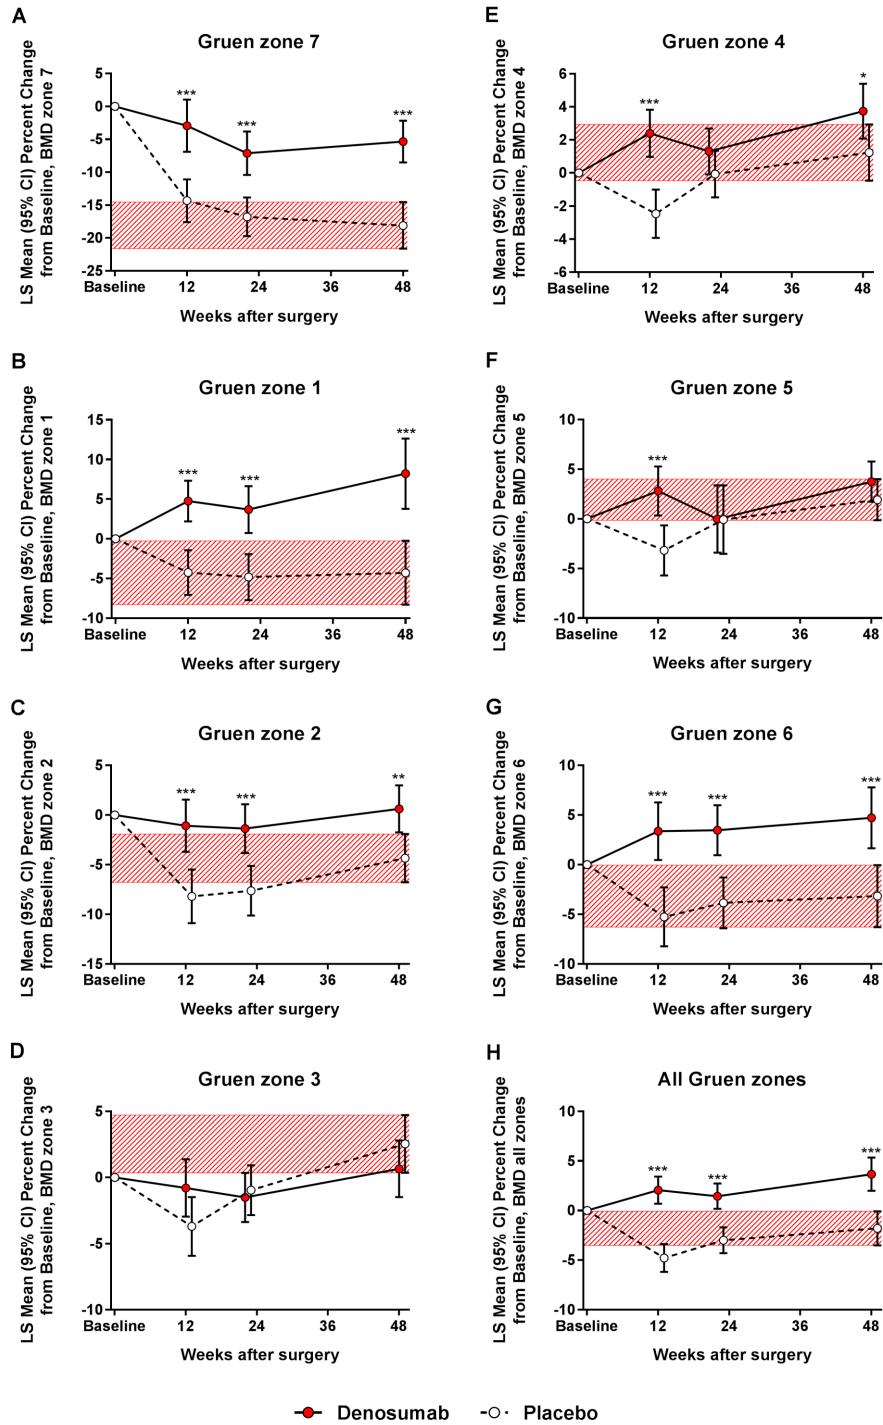 A
Gruen zone 7
LS Mean (95% CI) Percent Change
from Baseline, BMD zone 7
***
***
***
5
0
-5
-10
-15
-20
-25
Baseline 12 24 36 48
Weeks after surgery
B
Gruen zone 1
LS Mean (95% CI) Percent Change
from Baseline, BMD zone 1
***
***
***
15
10
5
0
-5
-10
Baseline 12 24 36 48
Weeks after surgery
C
Gruen zone 2
LS Mean (95% CI) Percent Change
from Baseline, BMD zone 2
***
***
**
5
0
-5
-10
-15
Baseline 12 24 36 48
Weeks after surgery
D
Gruen zone 3
LS Mean (95% CI) Percent Change
from Baseline, BMD zone 3
5
0
-5
-10
Baseline 12 24 36 48
Weeks after surgery
E
Gruen zone 4
LS Mean (95% CI) Percent Change
from Baseline, BMD zone 4
***
*
6
4
2
0
-2
-4
-6
Baseline 12 24 36 48
Weeks after surgery
F
Gruen zone 5
LS Mean (95% CI) Percent Change
from Baseline, BMD zone 5
***
10
5
0
-5
-10
Baseline 12 24 36 48
Weeks after surgery
G
Gruen zone 6
LS Mean (95% CI) Percent Change
from Baseline, BMD zone 6
***
***
***
10
5
0
-5
-10
Baseline 12 24 36 48
Weeks after surgery
H
All Gruen zones
LS Mean (95% CI) Percent Change
from Baseline, BMD all zones
***
***
***
10
5
0
-5
-10
Baseline 12 24 36 48
Weeks after surgery
Denosumab Placebo